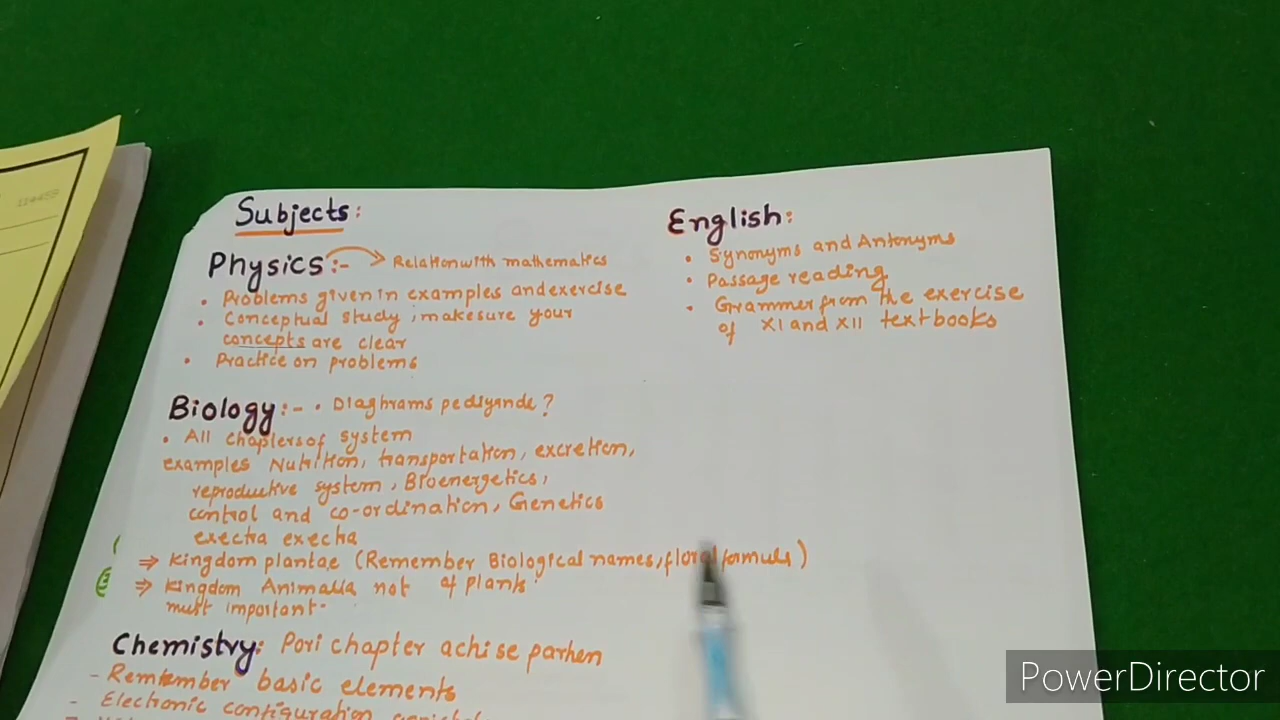 Subjects:
Physics:- → Relation with mathematics
• Problems given in examples and exercise
• Conceptual study ; make sure your
concepts are clear
• Practice on problems
Biology:- • Diaghrams pedlyande?
• All chapters of system
examples Nutrition, transportation, excretion,
reproductive system, Bioenergetics,
control and co-ordination, Genetics
execha execha
⇒ Kingdom plantae (Remember Biological names, floral formula)
⇒ Kingdom Animalia not of plants
must important.
Chemistry: Pori chapter achi se parhen
- Remember basic elements
- Electronic configuration
English:
• Synonyms and Antonyms
• Passage reading
• Grammer from the exercise
of XI and XII textbooks
PowerDirector